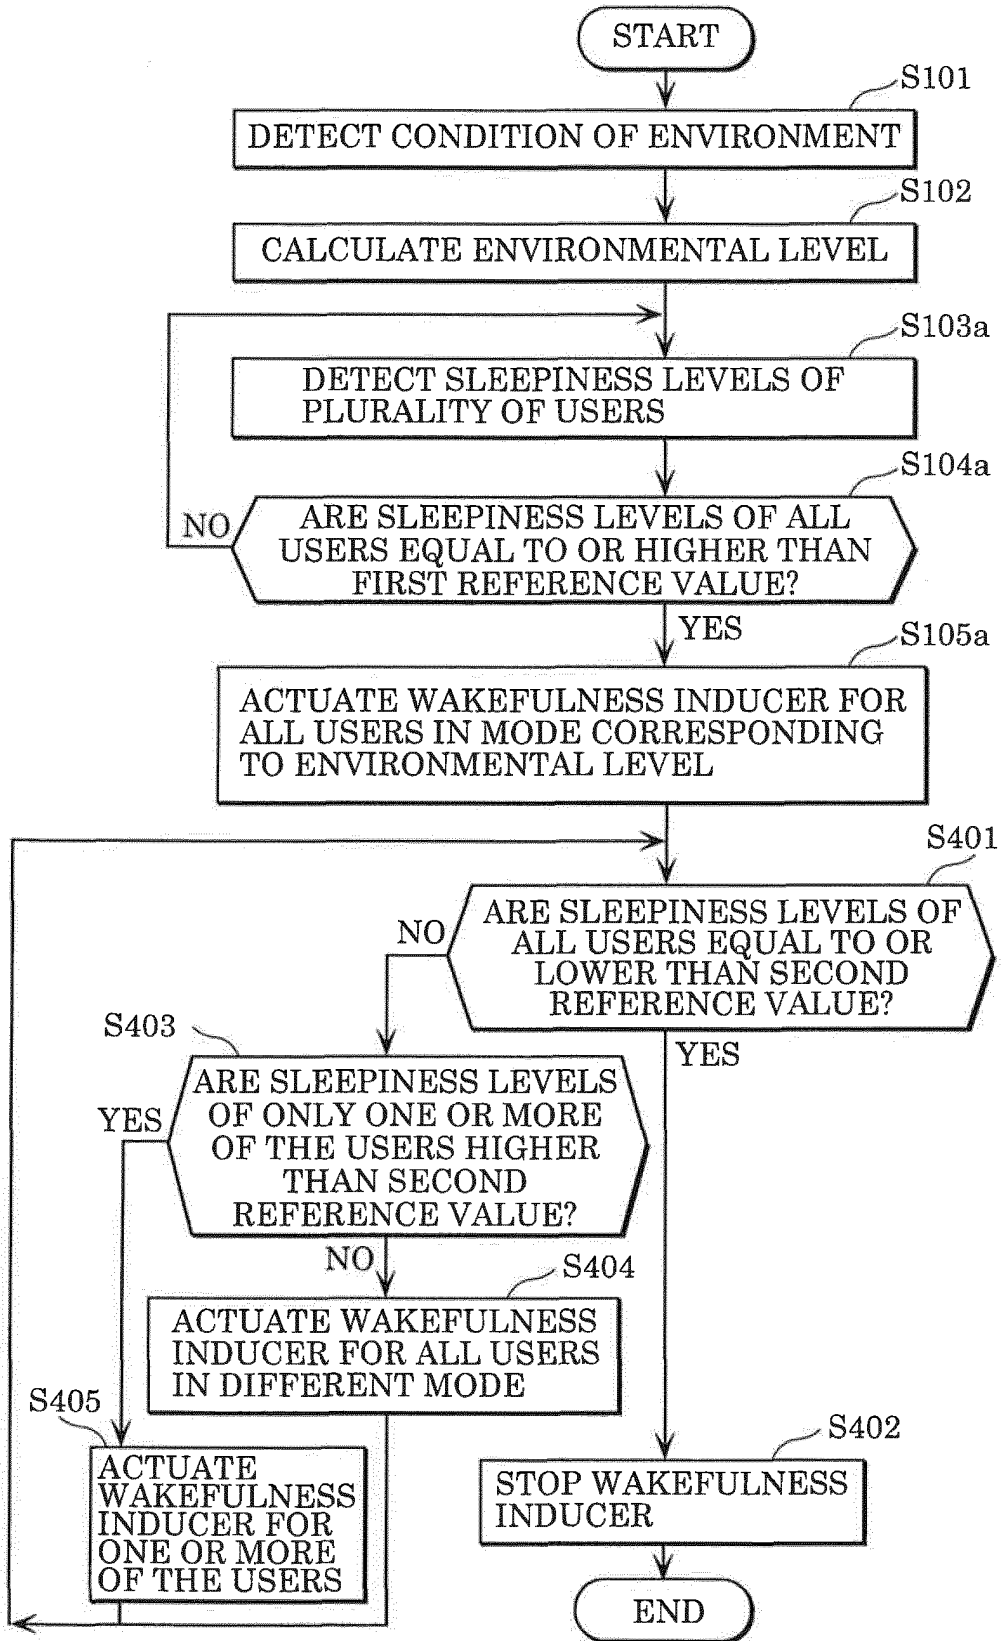 START
S101
DETECT CONDITION OF ENVIRONMENT
S102
CALCULATE ENVIRONMENTAL LEVEL
S103a
DETECT SLEEPINESS LEVELS OF
PLURALITY OF USERS
S104a
NO
ARE SLEEPINESS LEVELS OF ALL
USERS EQUAL TO OR HIGHER THAN
FIRST REFERENCE VALUE?
YES
S105a
ACTUATE WAKEFULNESS INDUCER FOR
ALL USERS IN MODE CORRESPONDING
TO ENVIRONMENTAL LEVEL
S401
NO
ARE SLEEPINESS LEVELS OF
ALL USERS EQUAL TO OR
LOWER THAN SECOND
REFERENCE VALUE?
YES
S403
YES
ARE SLEEPINESS LEVELS
OF ONLY ONE OR MORE
OF THE USERS HIGHER
THAN SECOND
REFERENCE VALUE?
NO
S404
ACTUATE WAKEFULNESS
INDUCER FOR ALL USERS
IN DIFFERENT MODE
S405
ACTUATE
WAKEFULNESS
INDUCER FOR
ONE OR MORE
OF THE USERS
S402
STOP WAKEFULNESS
INDUCER
END